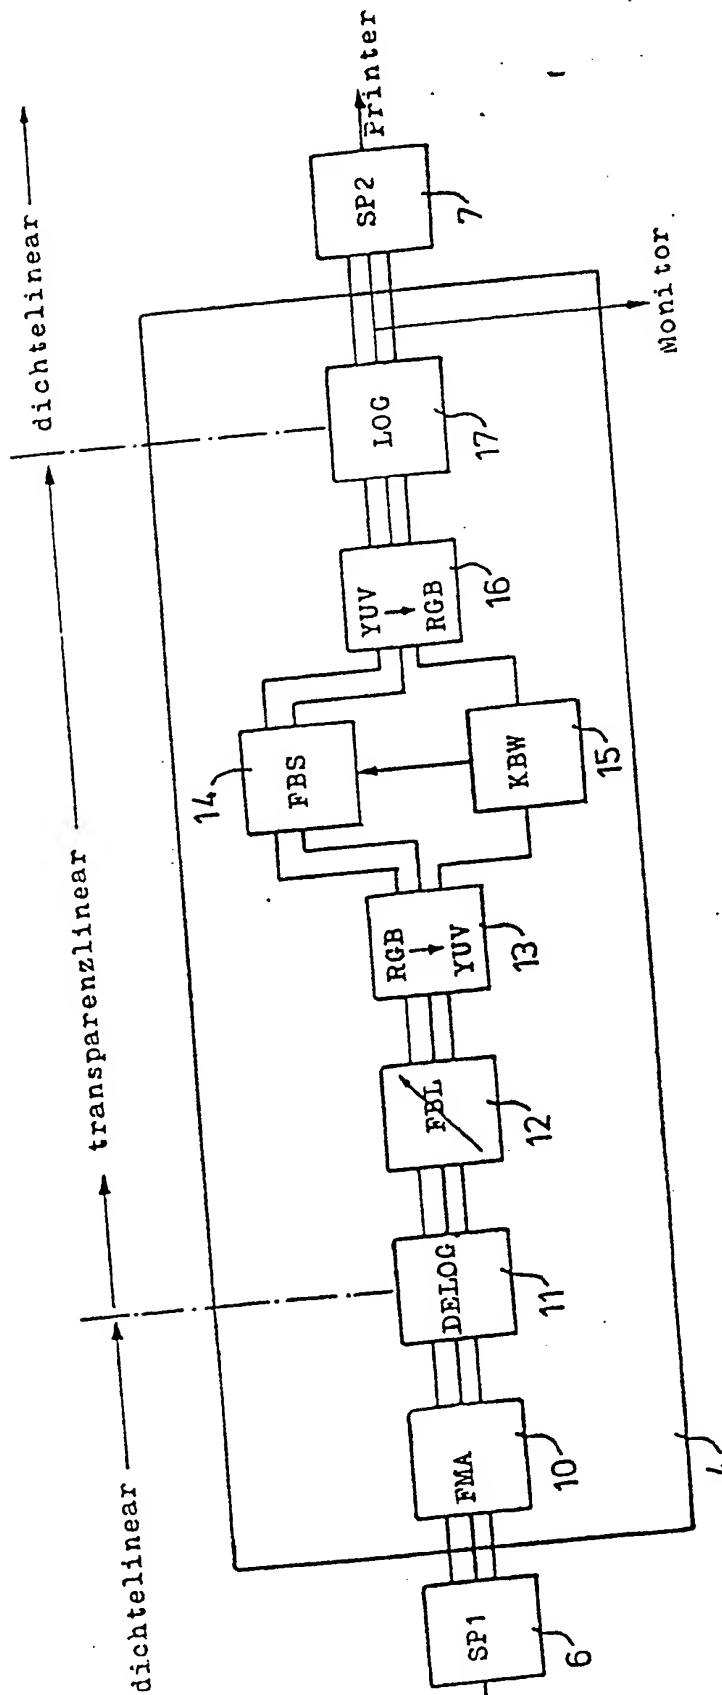 dichtelinear
transparenzlinear
dichtelinear
SP1
6
FMA
10
DELOG
11
FBL
12
RGB
YUV
13
14
FBS
KBW
15
YUV
RGB
16
LOG
17
SP2
7
Printer
Monitor